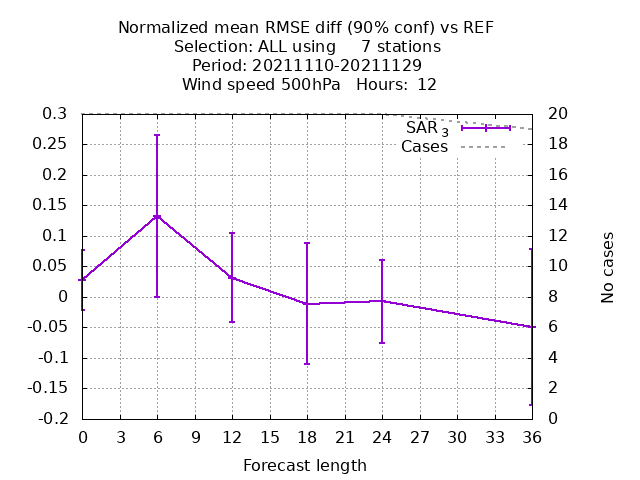 Normalized mean RMSE diff (90% conf) vs REF
Selection: ALL using     7 stations
Period: 20211110-20211129
Wind speed 500hPa   Hours:  12
0.3
0.25
0.2
0.15
0.1
0.05
0
-0.05
-0.1
-0.15
-0.2
20
18
16
14
12
10
8
6
4
2
0
SAR 3
Cases
No cases
0 3 6 9 12 15 18 21 24 27 30 33 36
Forecast length